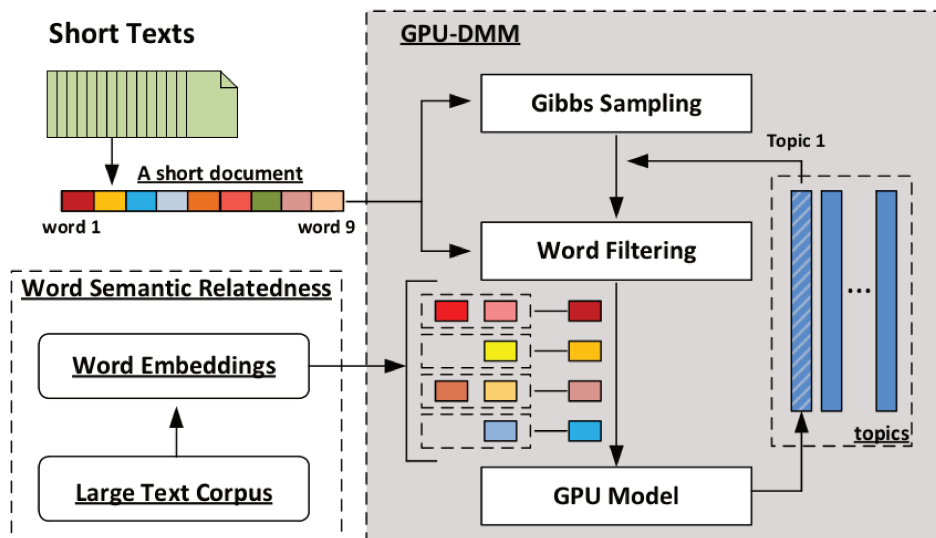 Short Texts
A short document
word 1
word 9
Word Semantic Relatedness
Word Embeddings
Large Text Corpus
GPU-DMM
Gibbs Sampling
Topic 1
Word Filtering
...
topics
GPU Model